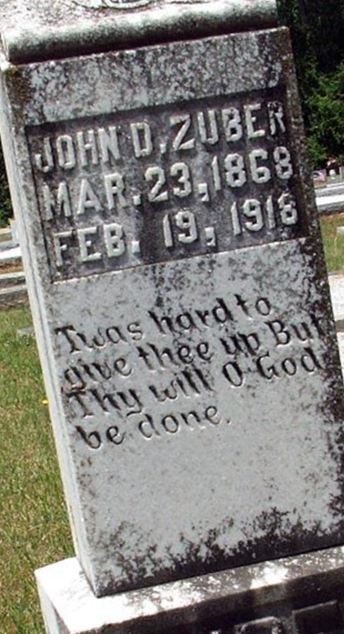 JOHN D. ZUBER
MAR. 23, 1868
FEB. 19, 1918
Twas hard to
give thee up But
Thy will O God
be done.